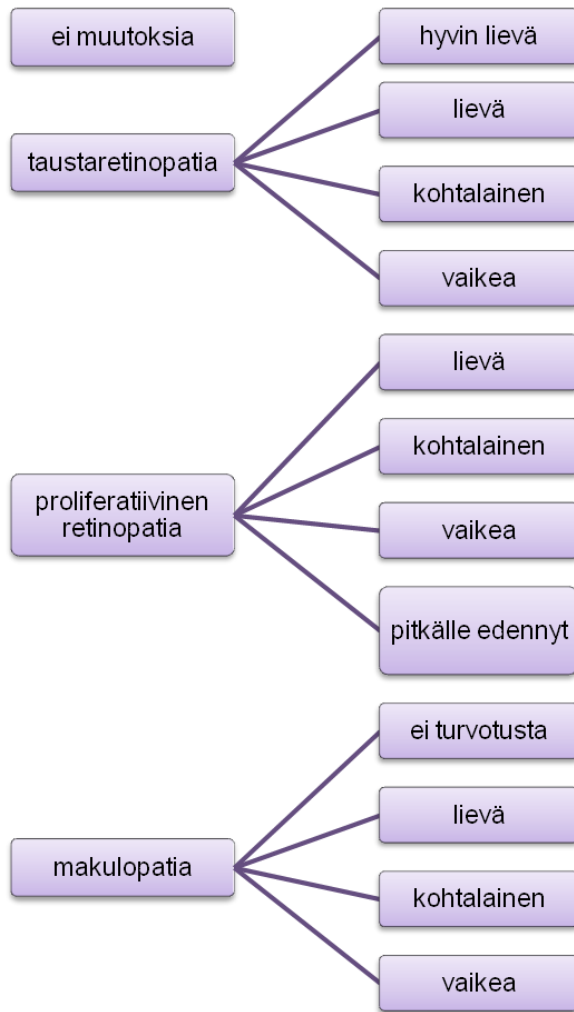 ei muutoksia
taustaretinopatia
hyvin lievä
lievä
kohtalainen
vaikea
proliferatiivinen
retinopatia
lievä
kohtalainen
vaikea
pitkälle edennyt
makulopatia
ei turvotusta
lievä
kohtalainen
vaikea